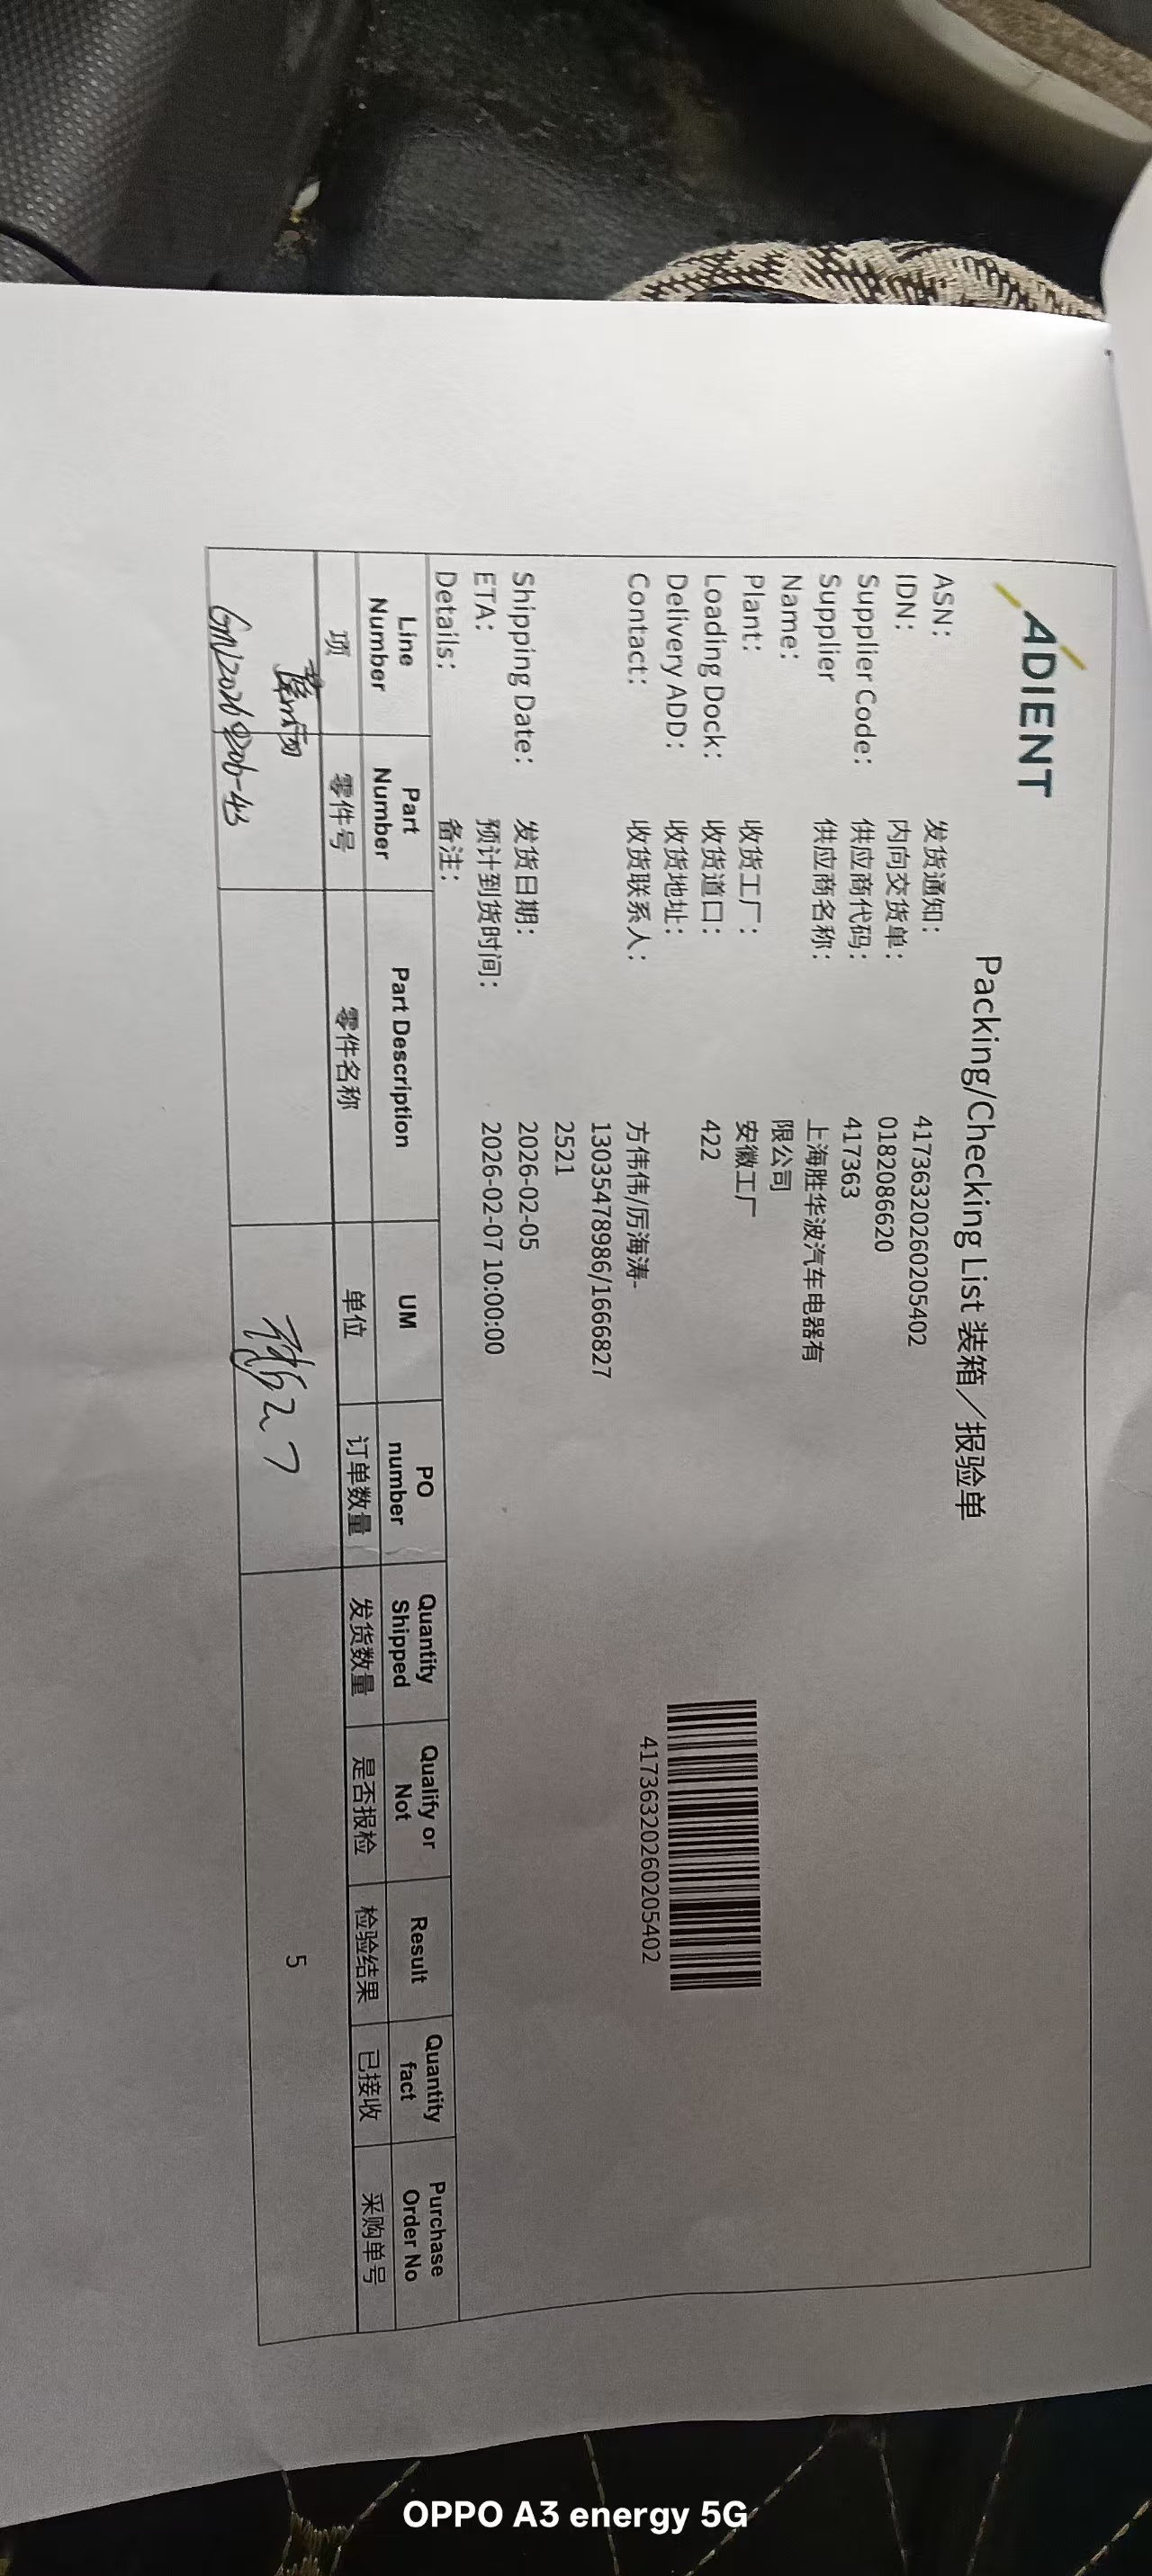 ADIENT
Packing/Checking List 装箱／报验单
ASN: 发货通知: 41736320260205402
IDN: 内向交货单: 0182086620
Supplier Code: 供应商代码: 417363
Supplier 供应商名称: 上海胜华波汽车电器有
Name: 限公司
Plant: 收货工厂: 安徽工厂
Loading Dock: 收货道口: 422
Delivery ADD: 收货地址:
Contact: 收货联系人: 方伟伟/厉海涛-
13035478986/1666827
2521
Shipping Date: 发货日期: 2026-02-05
ETA: 预计到货时间: 2026-02-07 10:00:00
Details: 备注:
41736320260205402
Line Number Part Number Part Description UM PO number Quantity Shipped Qualify or Not Result Quantity fact Purchase Order No
项 零件号 零件名称 单位 订单数量 发货数量 是否报检 检验结果 已接收 采购单号
5
2.7
OPPO A3 energy 5G